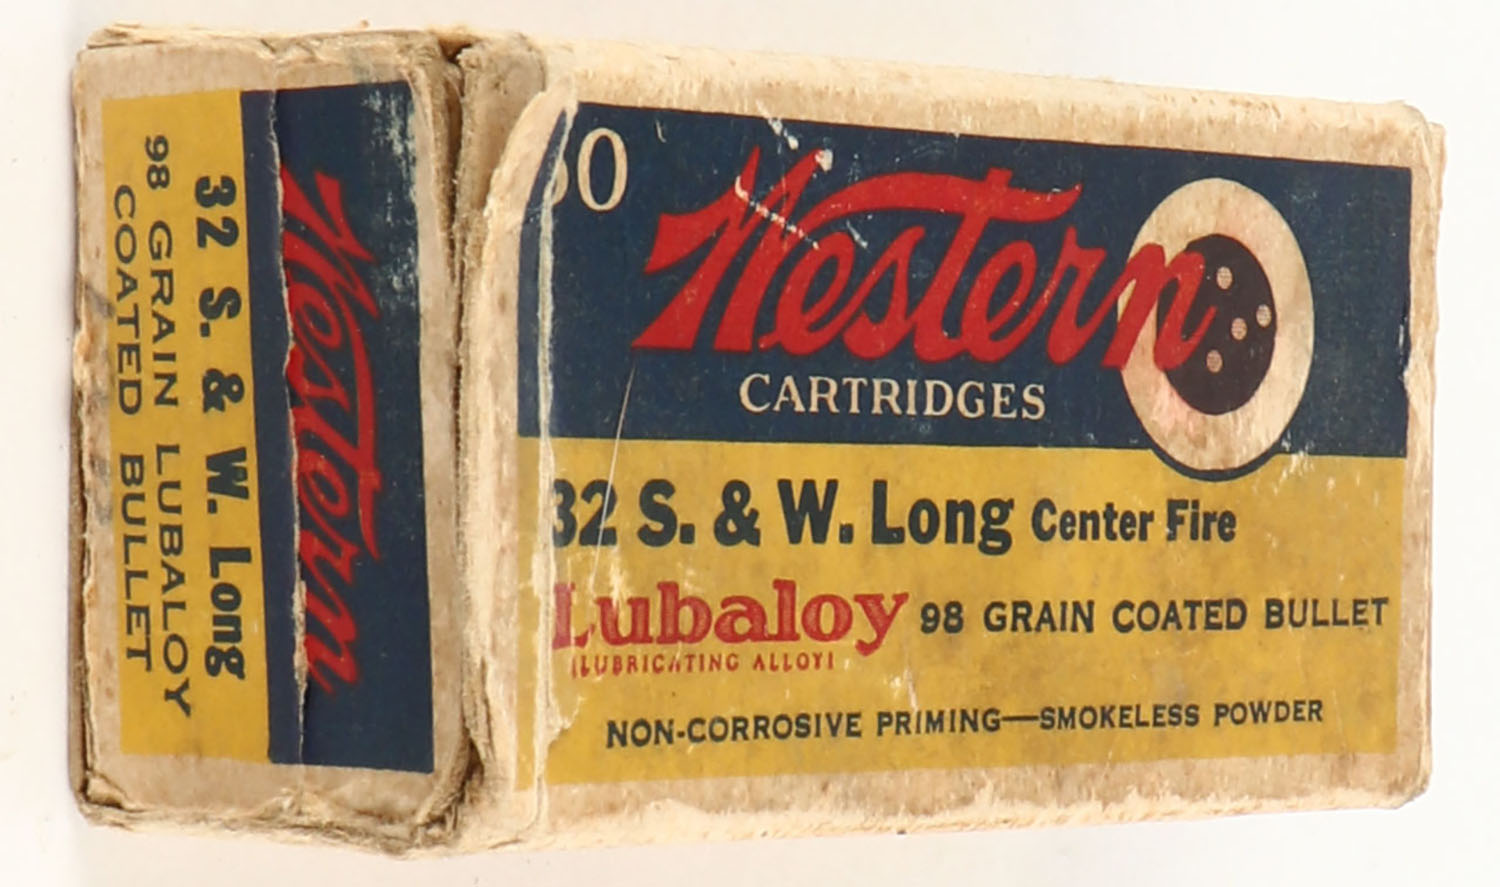 50
Western
CARTRIDGES
32 S. & W. Long Center Fire
Lubaloy 98 GRAIN COATED BULLET
(LUBRICATING ALLOY)
NON-CORROSIVE PRIMING—SMOKELESS POWDER
Western
32 S. & W. Long
98 GRAIN LUBALOY
COATED BULLET